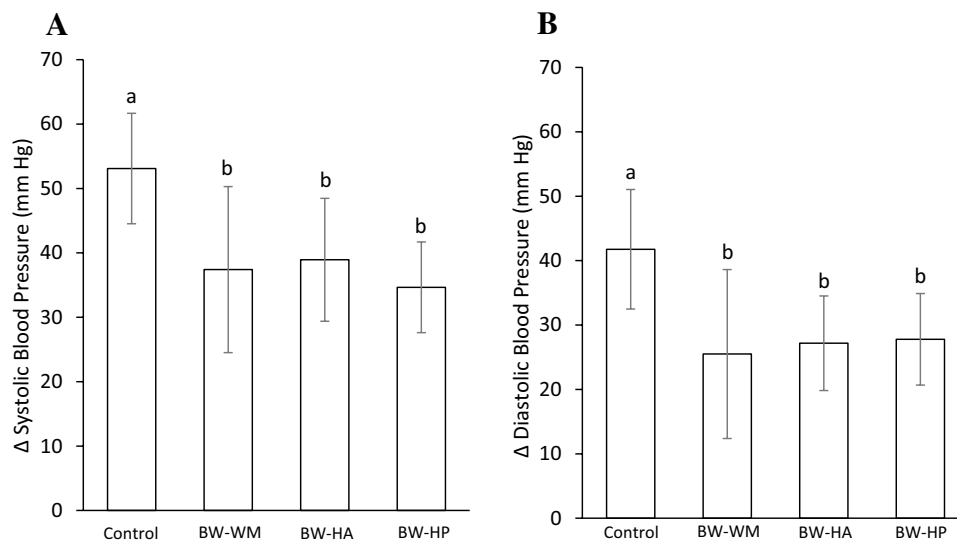 A
Δ Systolic Blood Pressure (mm Hg)
70
60
50
40
30
20
10
0
a
b
b
b
Control
BW-WM
BW-HA
BW-HP
B
Δ Diastolic Blood Pressure (mm Hg)
70
60
50
40
30
20
10
0
a
b
b
b
Control
BW-WM
BW-HA
BW-HP